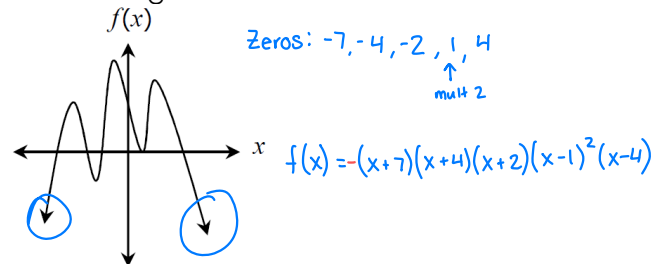 f(x)
Zeros: -7, -4, -2, 1, 4
↑
mult 2
x
f(x) = -(x+7)(x+4)(x+2)(x-1)²(x-4)